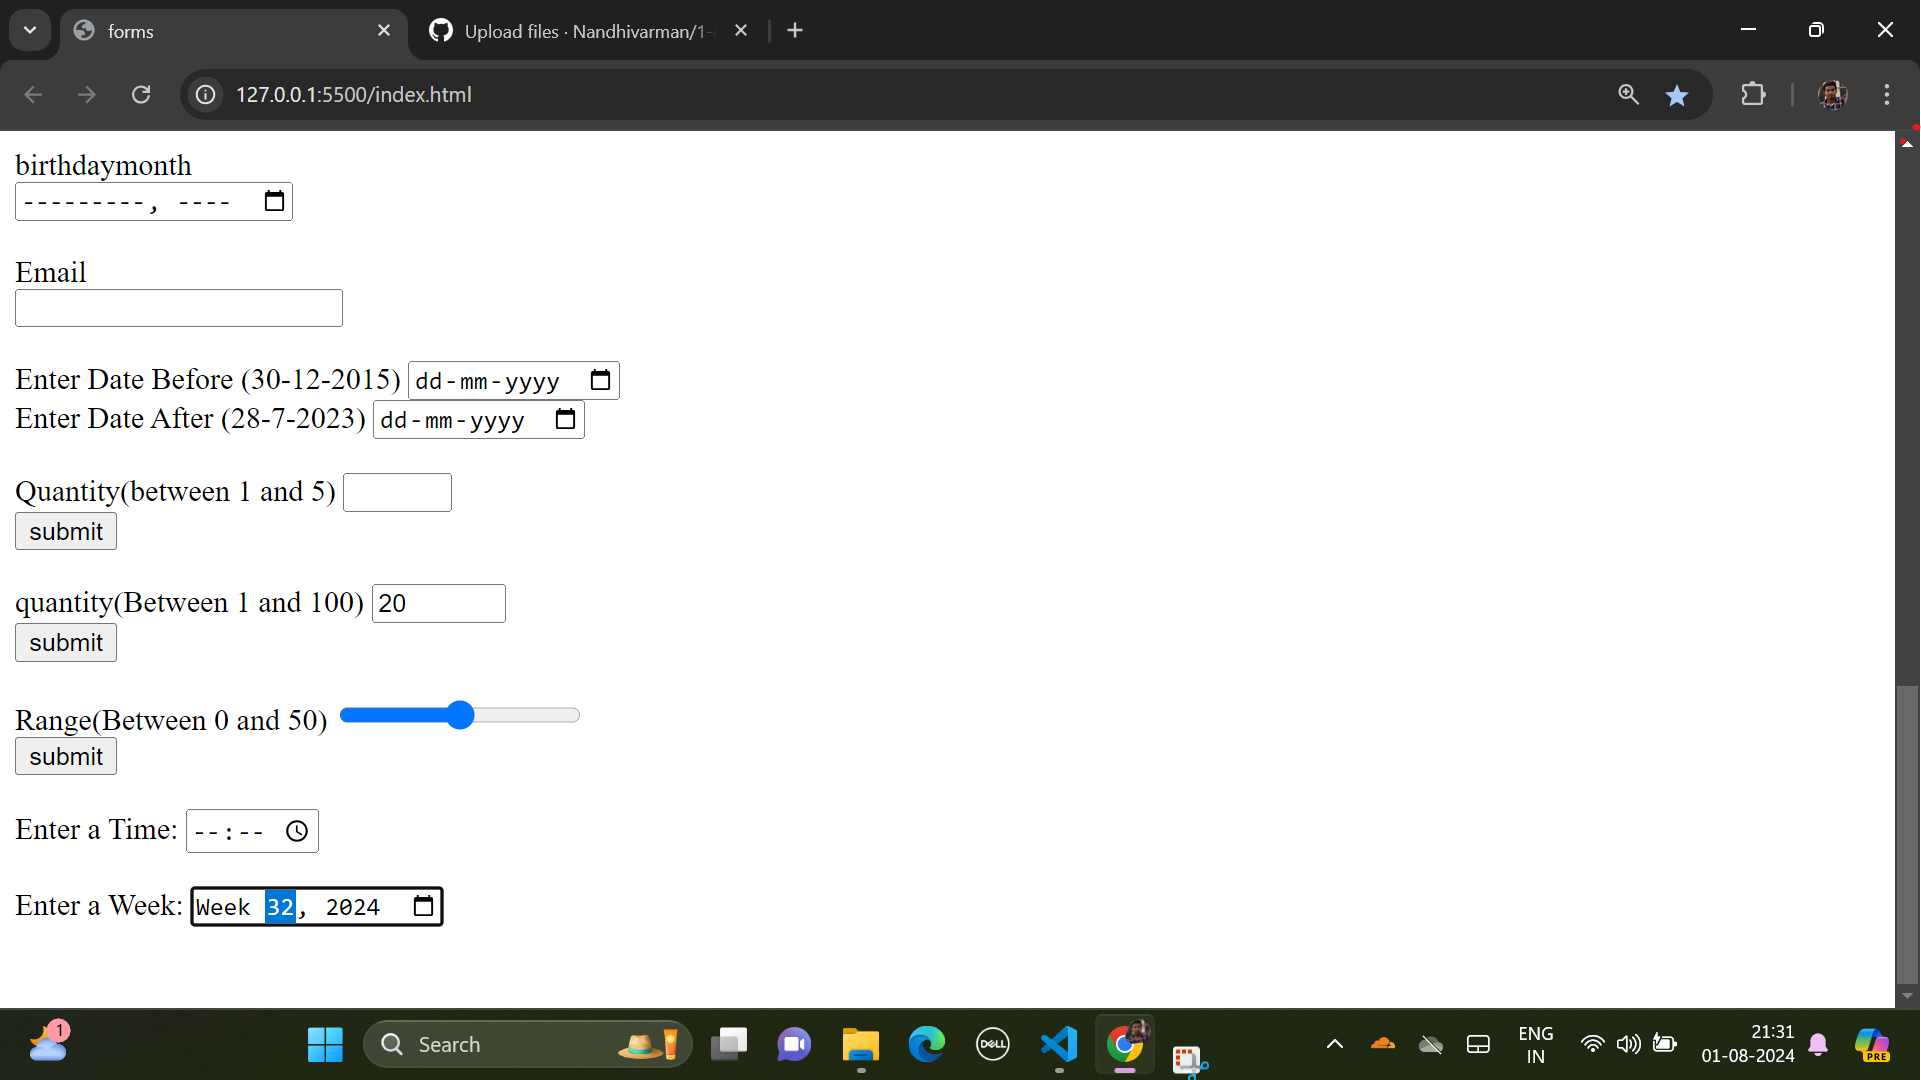 forms
Upload files · Nandhivarman/1-
127.0.0.1:5500/index.html
birthdaymonth
---------, ----
Email
Enter Date Before (30-12-2015) dd-mm-yyyy
Enter Date After (28-7-2023) dd-mm-yyyy
Quantity(between 1 and 5)
submit
quantity(Between 1 and 100) 20
submit
Range(Between 0 and 50)
submit
Enter a Time: --:--
Enter a Week: Week 32, 2024
1
Search
DELL
ENG
IN
21:31
01-08-2024
PRE